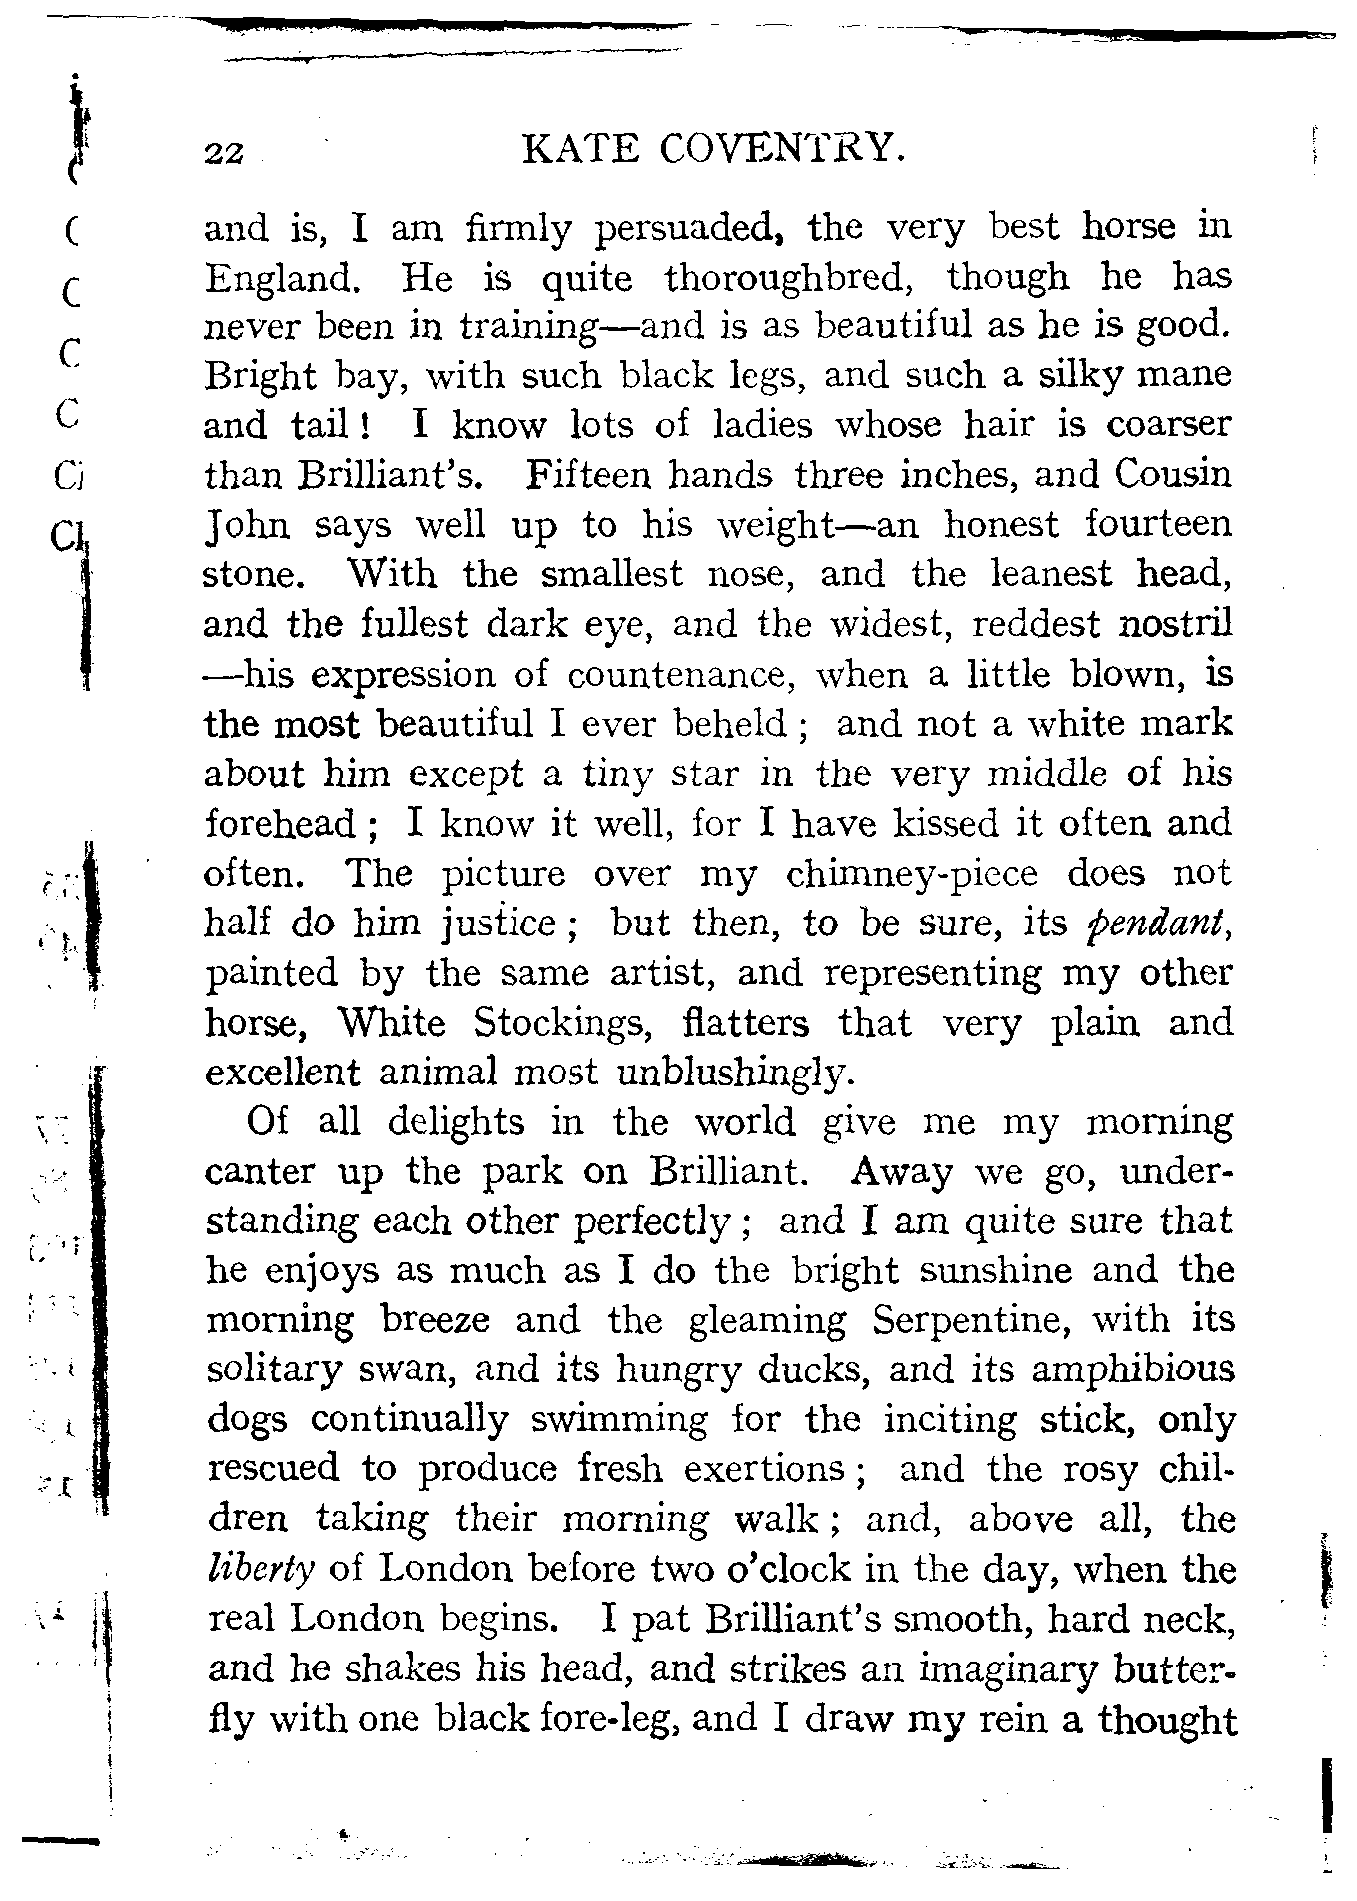 22 KATE COVENTRY.
and is, I am firmly persuaded, the very best horse in
England. He is quite thoroughbred, though he has
never been in training—and is as beautiful as he is good.
Bright bay, with such black legs, and such a silky mane
and tail! I know lots of ladies whose hair is coarser
than Brilliant's. Fifteen hands three inches, and Cousin
John says well up to his weight—an honest fourteen
stone. With the smallest nose, and the leanest head,
and the fullest dark eye, and the widest, reddest nostril
—his expression of countenance, when a little blown, is
the most beautiful I ever beheld; and not a white mark
about him except a tiny star in the very middle of his
forehead; I know it well, for I have kissed it often and
often. The picture over my chimney-piece does not
half do him justice; but then, to be sure, its pendant,
painted by the same artist, and representing my other
horse, White Stockings, flatters that very plain and
excellent animal most unblushingly.
Of all delights in the world give me my morning
canter up the park on Brilliant. Away we go, under-
standing each other perfectly; and I am quite sure that
he enjoys as much as I do the bright sunshine and the
morning breeze and the gleaming Serpentine, with its
solitary swan, and its hungry ducks, and its amphibious
dogs continually swimming for the inciting stick, only
rescued to produce fresh exertions; and the rosy chil-
dren taking their morning walk; and, above all, the
liberty of London before two o'clock in the day, when the
real London begins. I pat Brilliant's smooth, hard neck,
and he shakes his head, and strikes an imaginary butter-
fly with one black fore-leg, and I draw my rein a thought